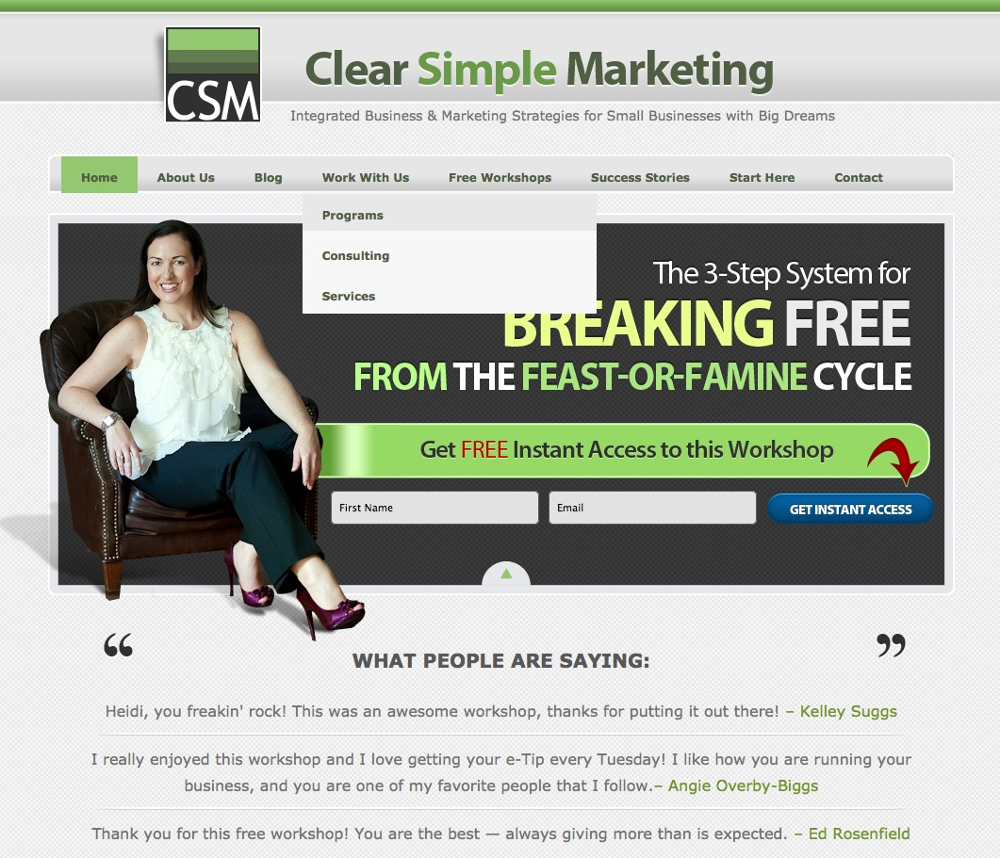 CSM
Clear Simple Marketing
Integrated Business & Marketing Strategies for Small Businesses with Big Dreams
Home About Us Blog Work With Us Free Workshops Success Stories Start Here Contact
Programs
Consulting
Services
The 3-Step System for
BREAKING FREE
FROM THE FEAST-OR-FAMINE CYCLE
Get FREE Instant Access to this Workshop
First Name Email GET INSTANT ACCESS
“ ”
WHAT PEOPLE ARE SAYING:
Heidi, you freakin' rock! This was an awesome workshop, thanks for putting it out there! – Kelley Suggs
I really enjoyed this workshop and I love getting your e-Tip every Tuesday! I like how you are running your
business, and you are one of my favorite people that I follow.– Angie Overby-Biggs
Thank you for this free workshop! You are the best — always giving more than is expected. – Ed Rosenfield